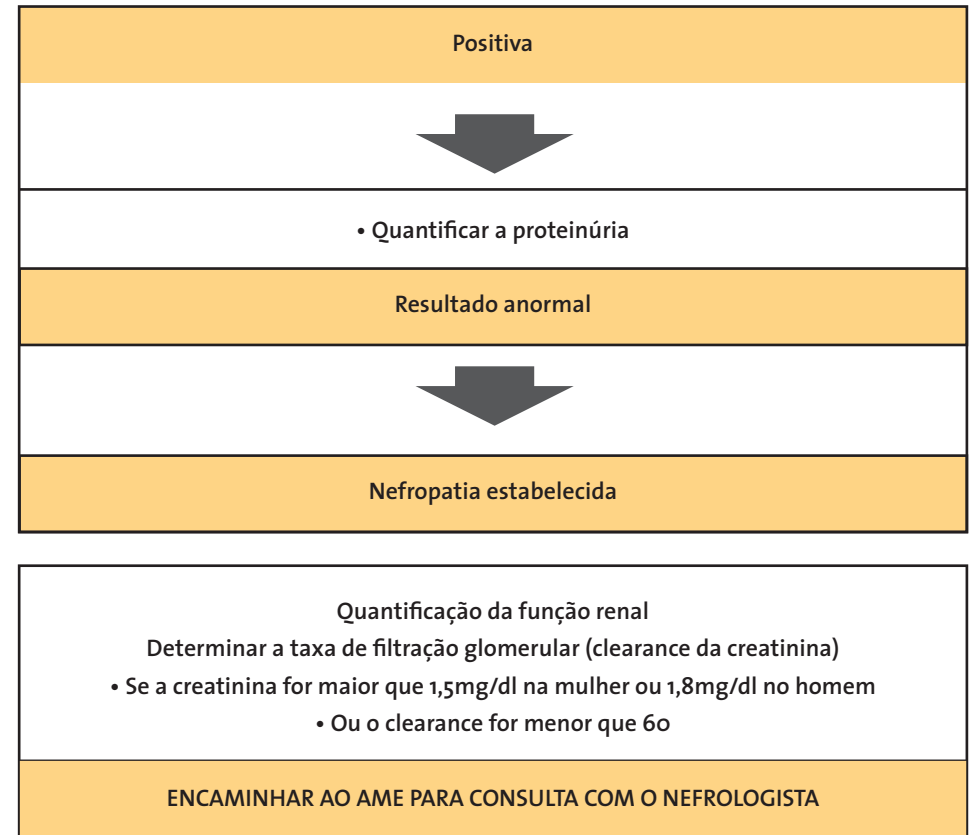 Positiva
• Quantificar a proteinúria
Resultado anormal
Nefropatia estabelecida
Quantificação da função renal
Determinar a taxa de filtração glomerular (clearance da creatinina)
• Se a creatinina for maior que 1,5mg/dl na mulher ou 1,8mg/dl no homem
• Ou o clearance for menor que 60
ENCAMINHAR AO AME PARA CONSULTA COM O NEFROLOGISTA